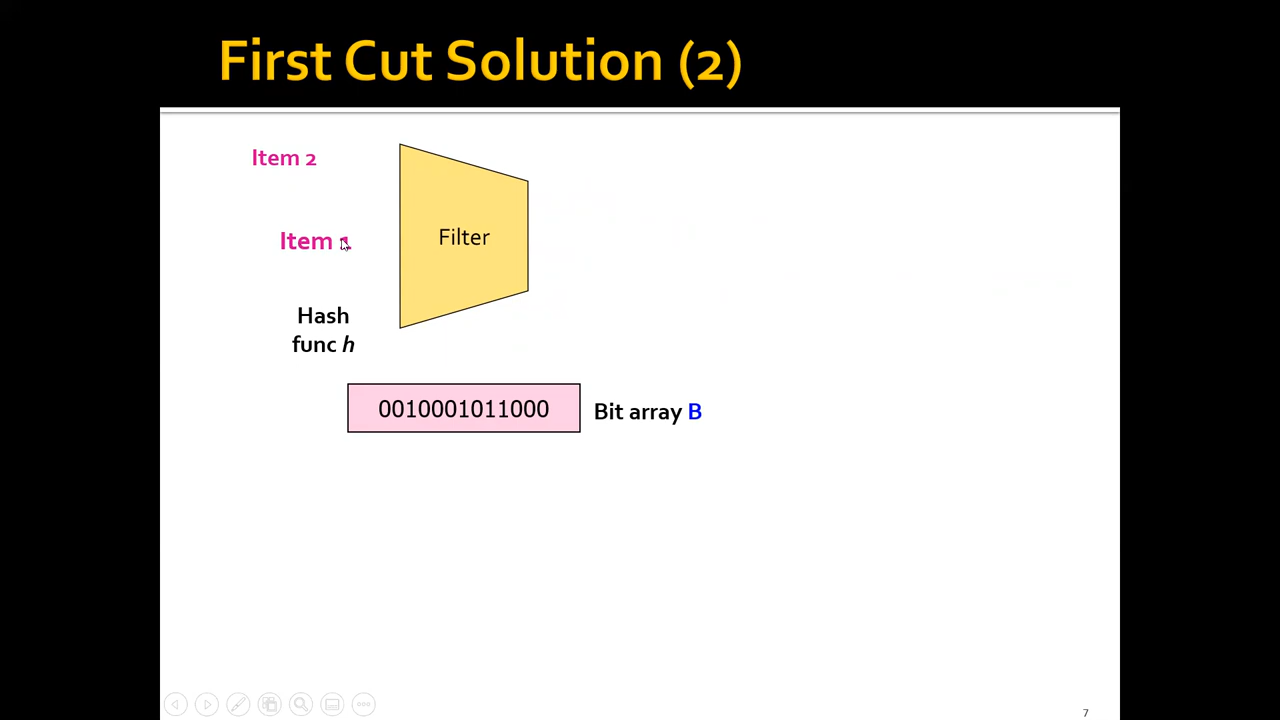 First Cut Solution (2)
Item 2
Item 1
Filter
Hash
func h
0010001011000
Bit array B
7